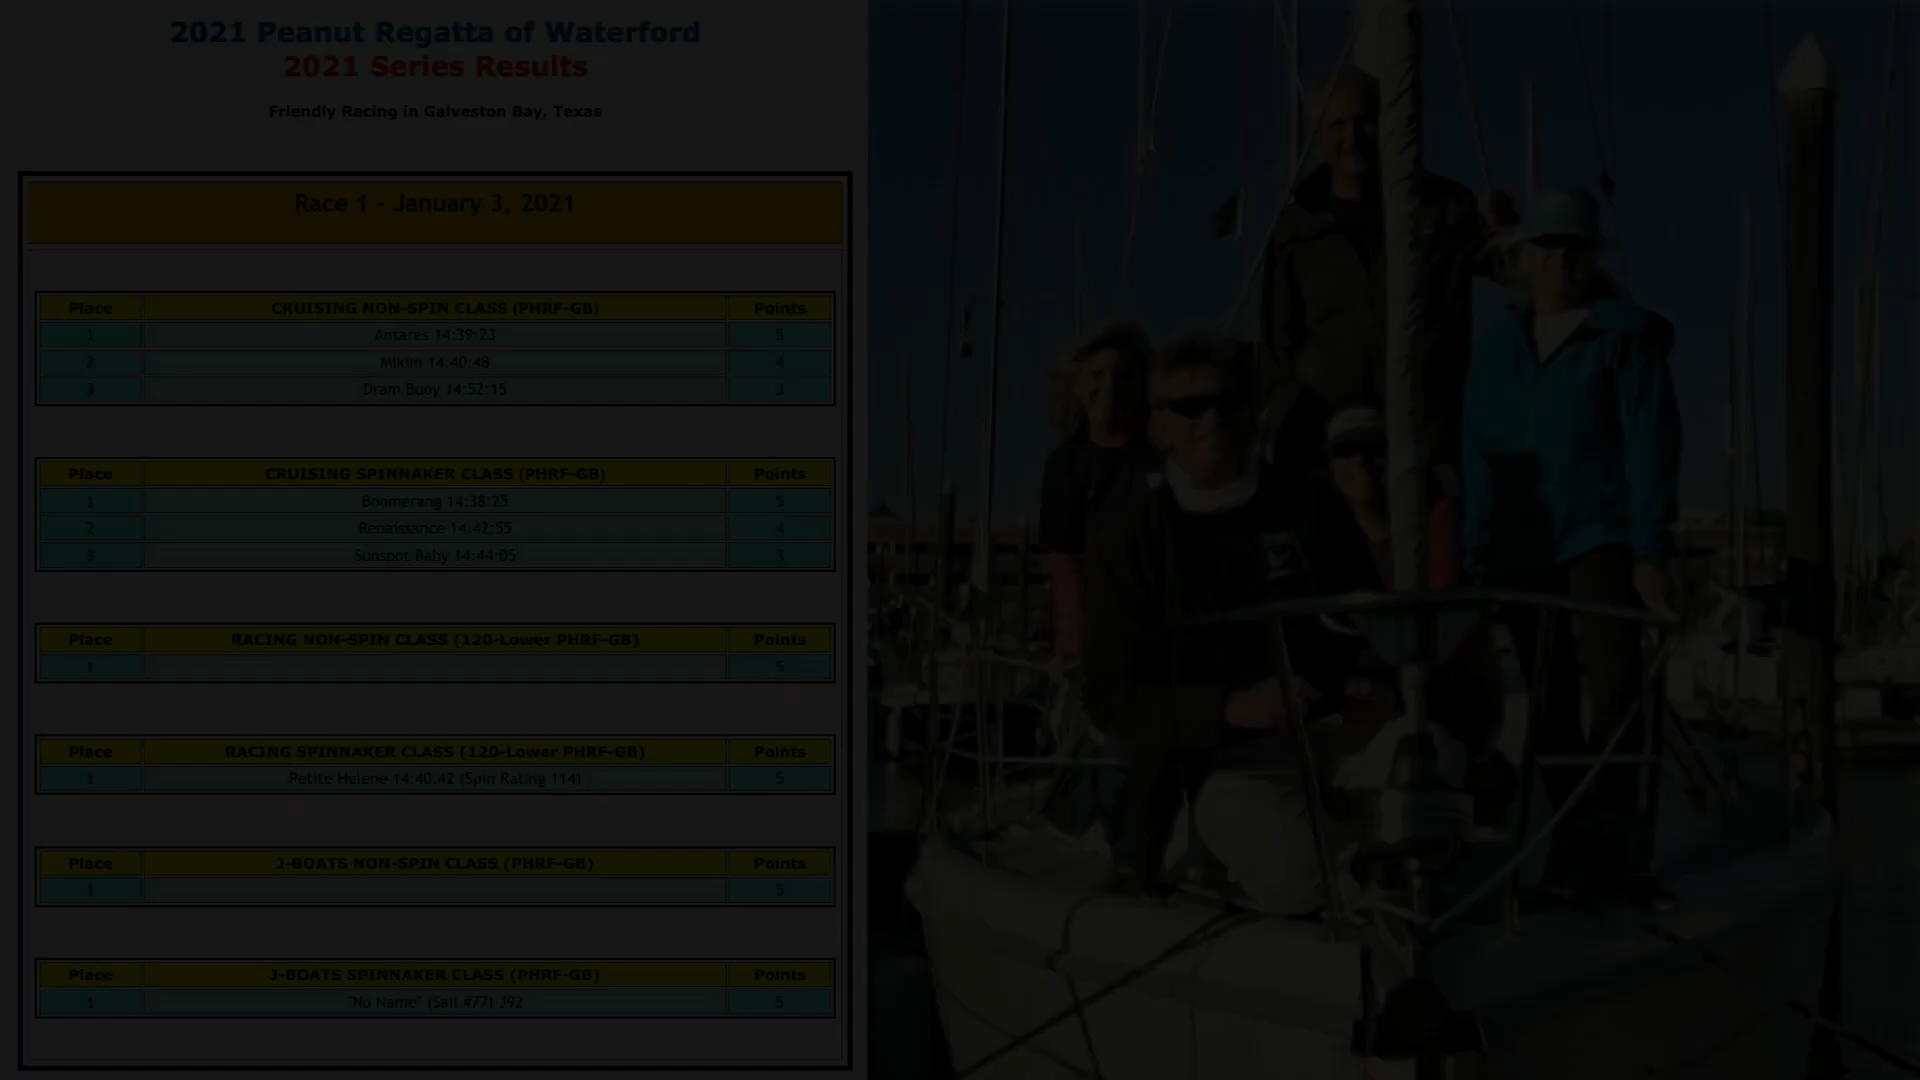 2021 Peanut Regatta of Waterford
2021 Series Results
Friendly Racing in Galveston Bay, Texas
Race 1 - January 3, 2021
Place CRUISING NON-SPIN CLASS (PHRF-GB) Points
1 Antares 14:39:23 5
2 Miklin 14:40:48 4
3 Dram Buoy 14:52:15 3
Place CRUISING SPINNAKER CLASS (PHRF-GB) Points
1 Boomerang 14:38:25 5
2 Renaissance 14:42:55 4
3 Sunspot Baby 14:44:05 3
Place RACING NON-SPIN CLASS (120-Lower PHRF-GB) Points
1 5
Place RACING SPINNAKER CLASS (120-Lower PHRF-GB) Points
1 Petite Helene 14:40.42 (Spin Rating 114) 5
Place J-BOATS NON-SPIN CLASS (PHRF-GB) Points
1 5
Place J-BOATS SPINNAKER CLASS (PHRF-GB) Points
1 "No Name" (Sail #77) J92 5